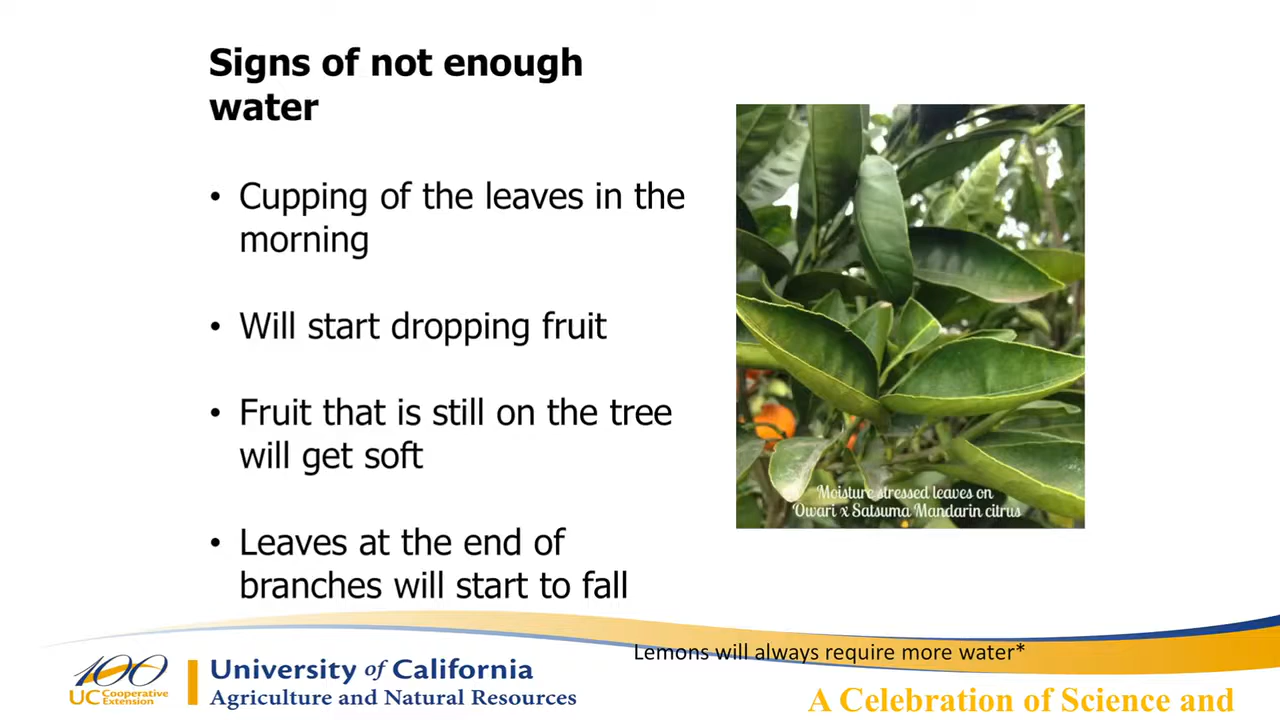 Signs of not enough
water
• Cupping of the leaves in the
morning
• Will start dropping fruit
• Fruit that is still on the tree
will get soft
• Leaves at the end of
branches will start to fall
Moisture stressed leaves on
Owari x Satsuma Mandarin citrus
Lemons will always require more water*
100
UC Cooperative
Extension
University of California
Agriculture and Natural Resources
A Celebration of Science and